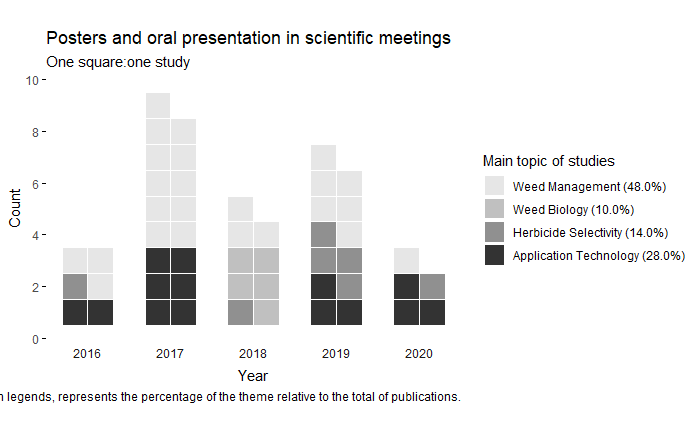 Posters and oral presentation in scientific meetings
One square:one study
10
8
6
4
2
0
Count
2016 2017 2018 2019 2020
Year
Main topic of studies
Weed Management (48.0%)
Weed Biology (10.0%)
Herbicide Selectivity (14.0%)
Application Technology (28.0%)
legends, represents the percentage of the theme relative to the total of publications.